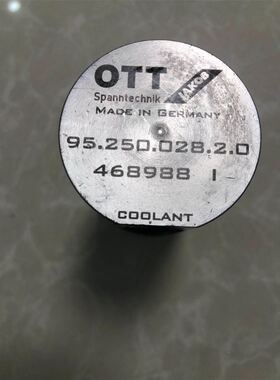 OTT
JAKOB
Spanntechnik
MADE IN GERMANY
95.250.028.2.0
468988 I
COOLANT